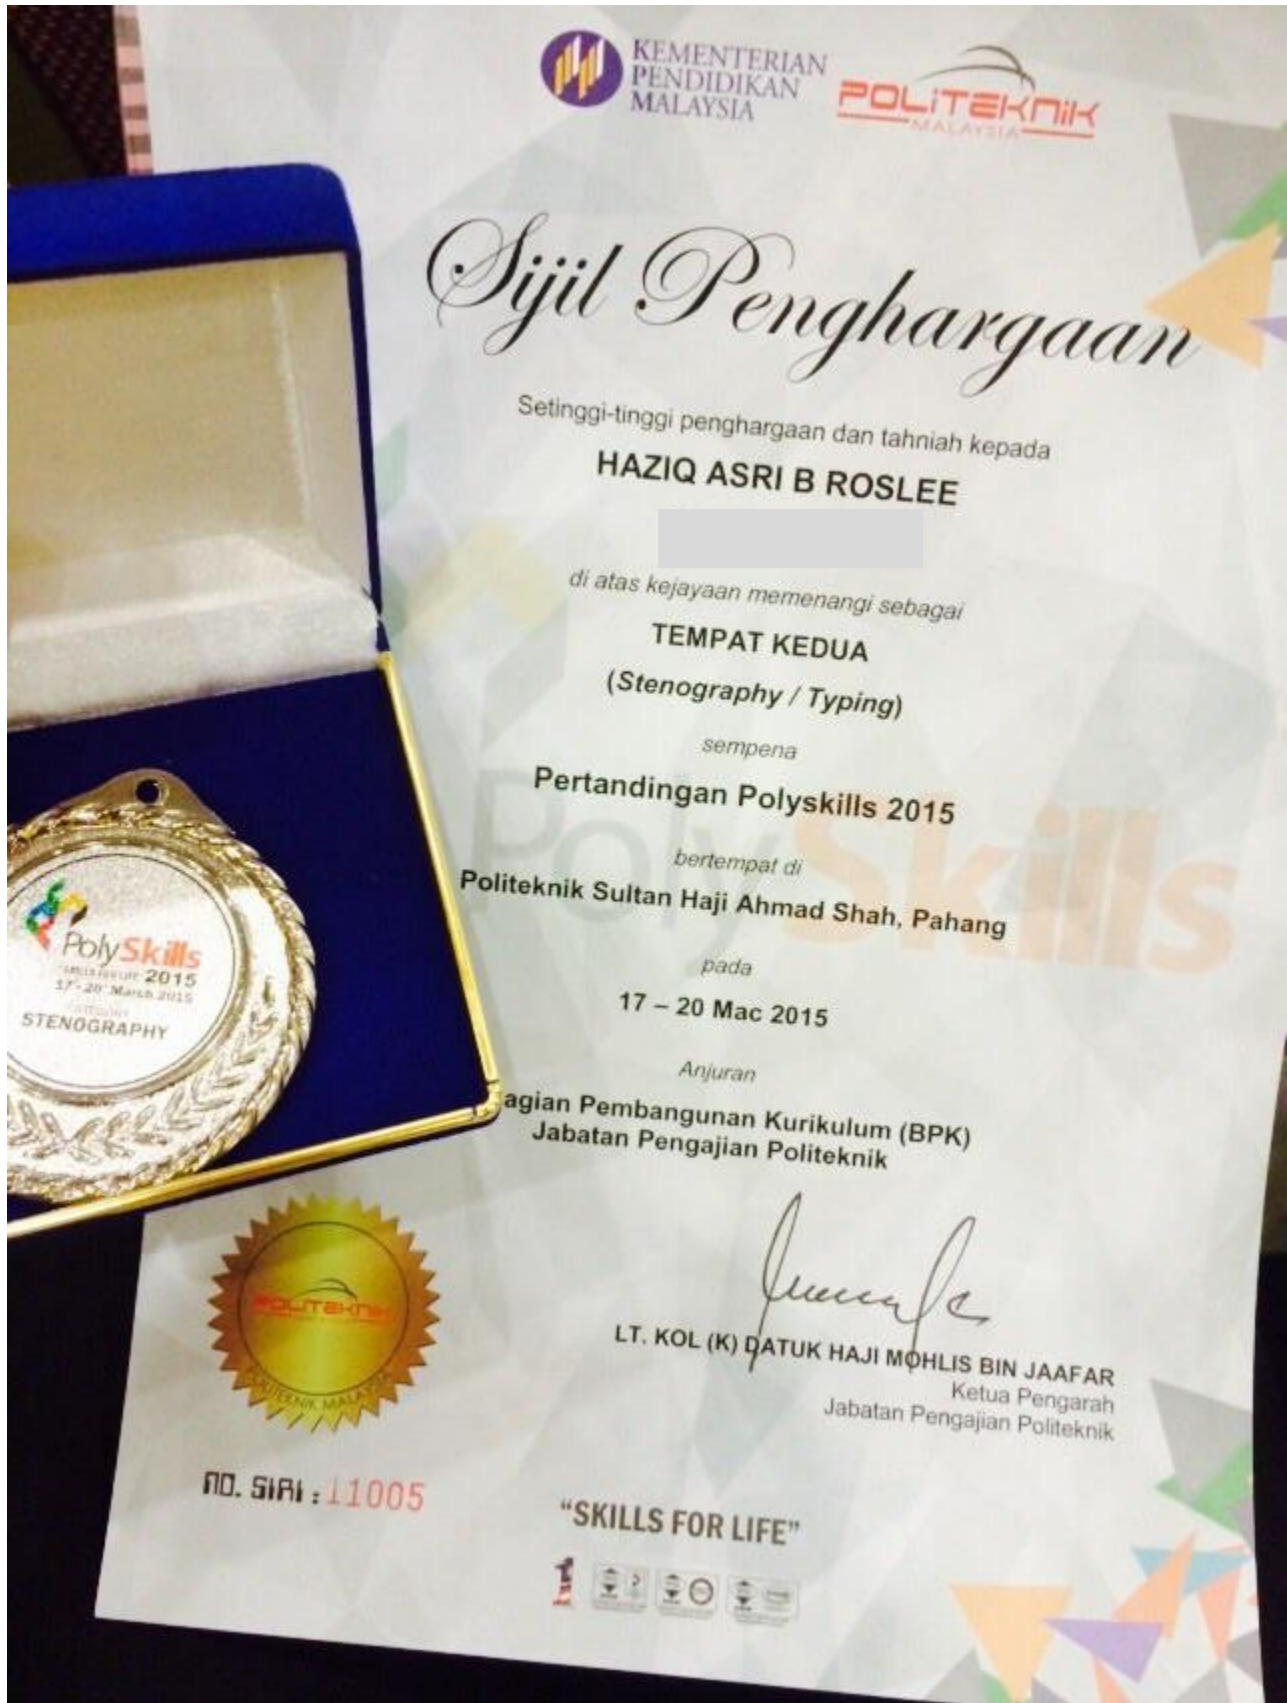 KEMENTERIAN
PENDIDIKAN
MALAYSIA
POLITEKNIK
MALAYSIA
Sijil Penghargaan
Setinggi-tinggi penghargaan dan tahniah kepada
HAZIQ ASRI B ROSLEE
di atas kejayaan memenangi sebagai
TEMPAT KEDUA
(Stenography / Typing)
sempena
Pertandingan Polyskills 2015
bertempat di
Politeknik Sultan Haji Ahmad Shah, Pahang
pada
17 – 20 Mac 2015
Anjuran
agian Pembangunan Kurikulum (BPK)
Jabatan Pengajian Politeknik
LT. KOL (K) DATUK HAJI MOHLIS BIN JAAFAR
Ketua Pengarah
Jabatan Pengajian Politeknik
PolySkills
PolySkills
2015
17 - 20 March 2015
STENOGRAPHY
POLITEKNIK
POLITEKNIK MALAYSIA
NO. SIRI : 11005
“SKILLS FOR LIFE”